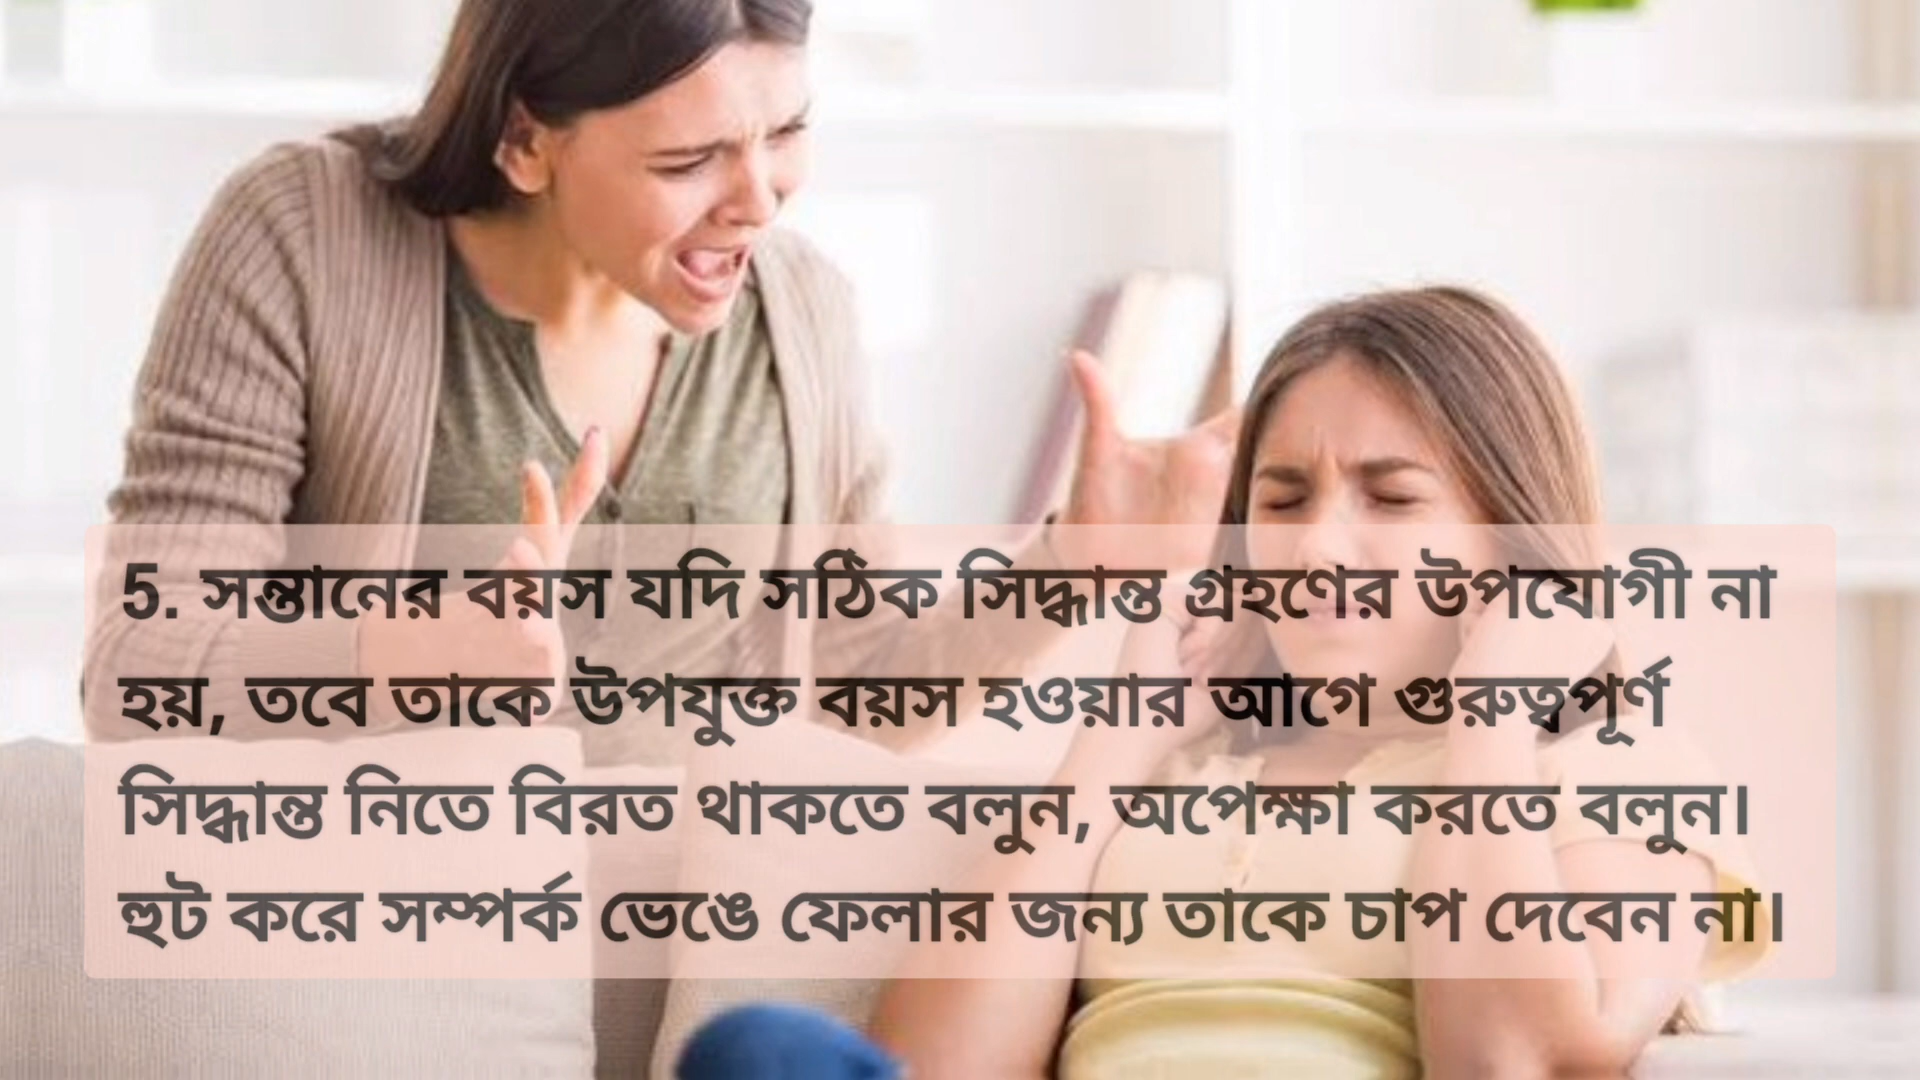 5. সন্তানের বয়স যদি সঠিক সিদ্ধান্ত গ্রহণের উপযোগী না
হয়, তবে তাকে উপযুক্ত বয়স হওয়ার আগে গুরুত্বপূর্ণ
সিদ্ধান্ত নিতে বিরত থাকতে বলুন, অপেক্ষা করতে বলুন।
হুট করে সম্পর্ক ভেঙে ফেলার জন্য তাকে চাপ দেবেন না।